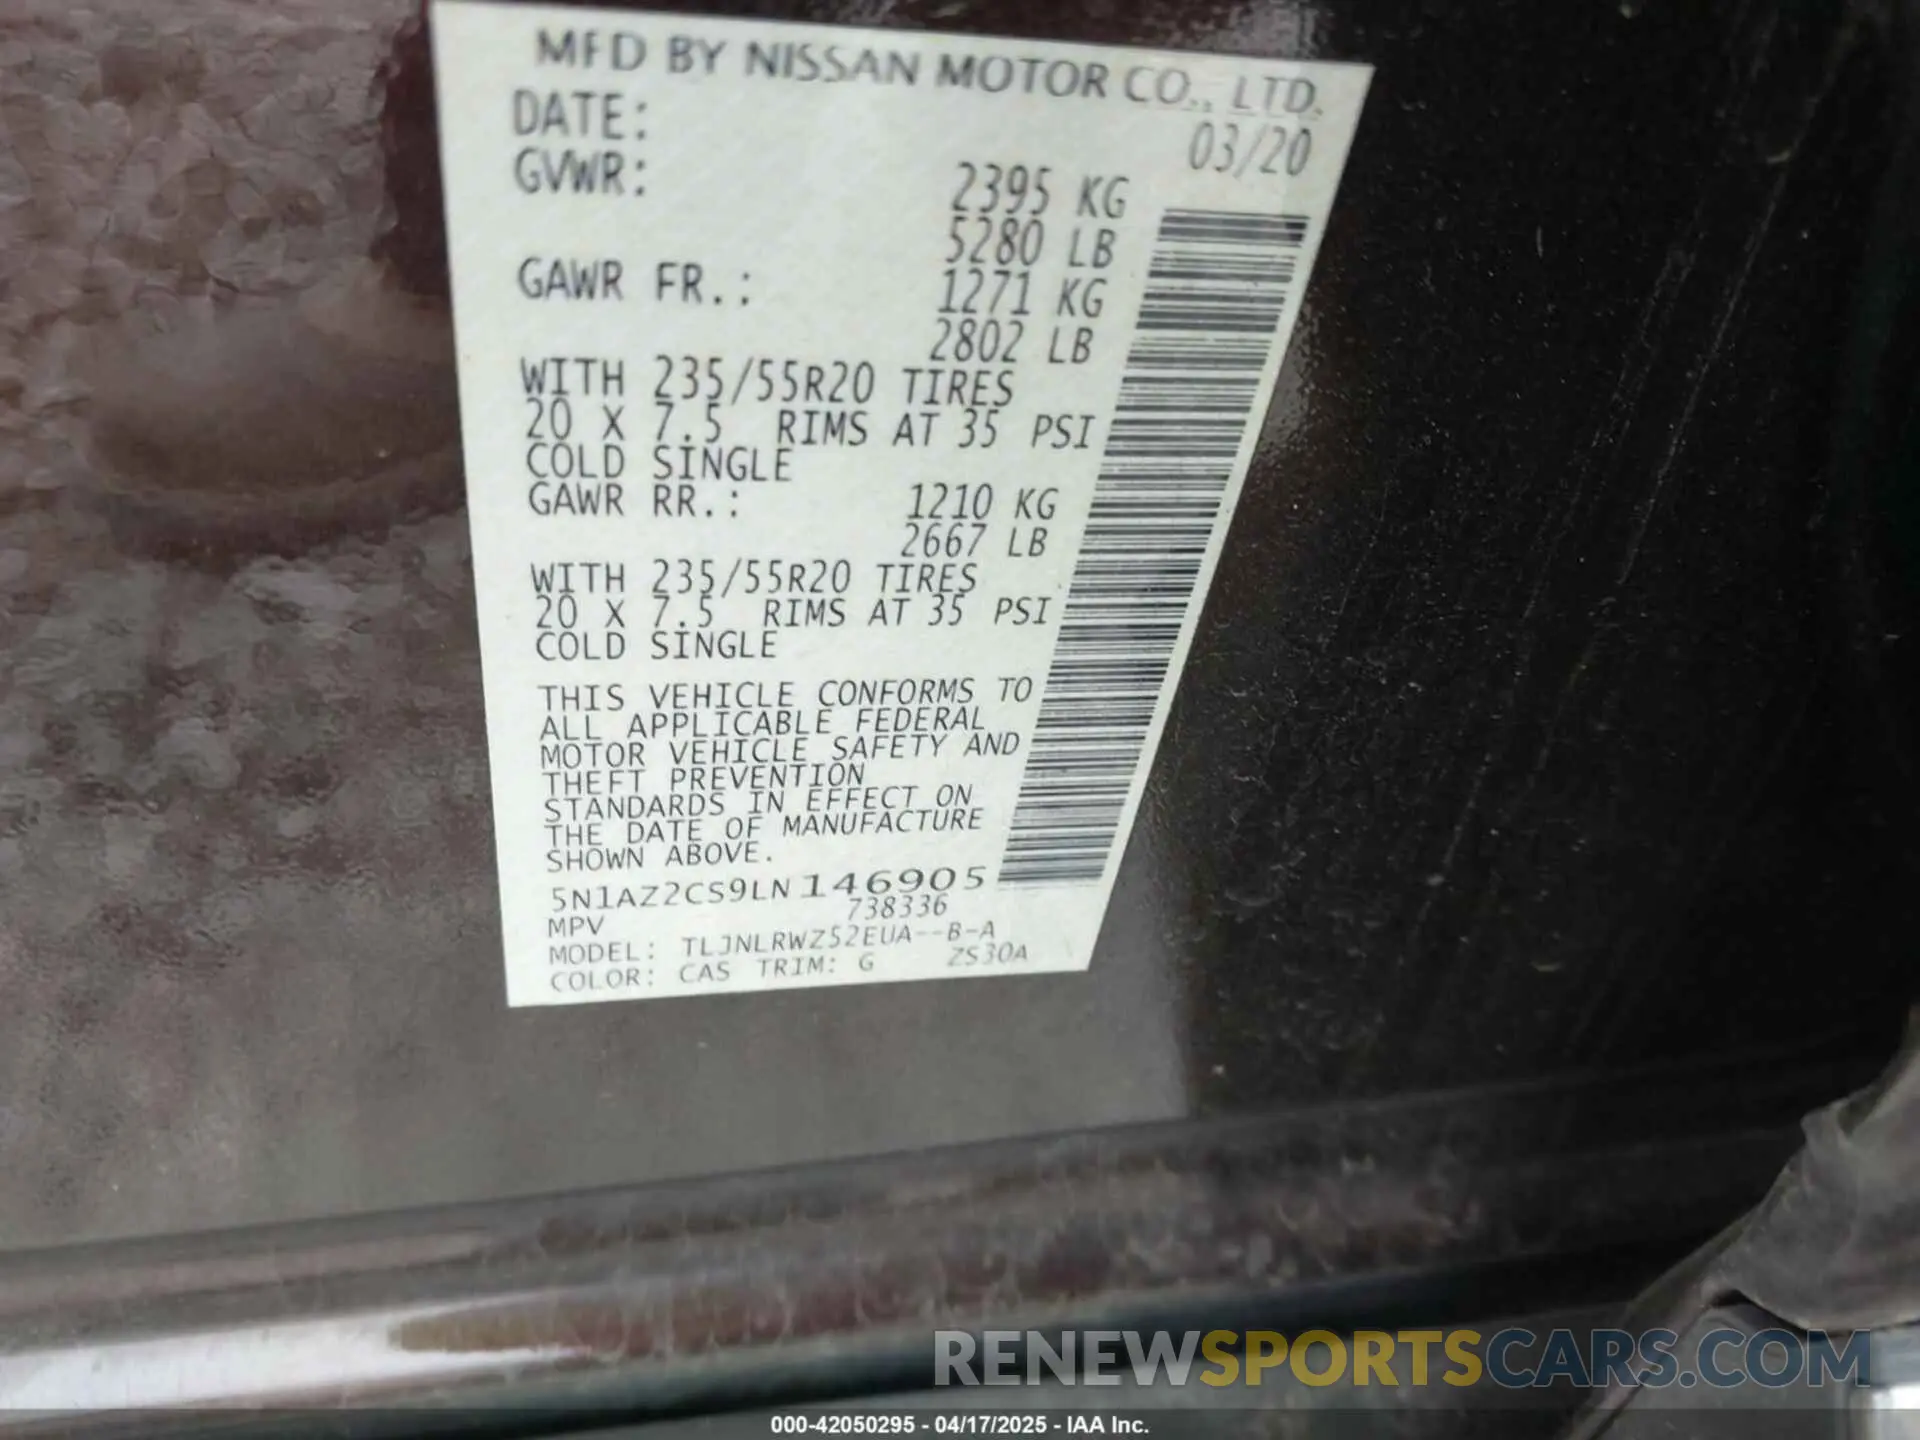 MFD BY NISSAN MOTOR CO., LTD.
DATE: 03/20
GVWR: 2395 KG
5280 LB
GAWR FR.: 1271 KG
2802 LB
WITH 235/55R20 TIRES
20 X 7.5 RIMS AT 35 PSI
COLD SINGLE
GAWR RR.: 1210 KG
2667 LB
WITH 235/55R20 TIRES
20 X 7.5 RIMS AT 35 PSI
COLD SINGLE
THIS VEHICLE CONFORMS TO
ALL APPLICABLE FEDERAL
MOTOR VEHICLE SAFETY AND
THEFT PREVENTION
STANDARDS IN EFFECT ON
THE DATE OF MANUFACTURE
SHOWN ABOVE.
5N1AZ2CS9LN146905
MPV 738336
MODEL: TLJNLRWZ52EUA--B-A
COLOR: CAS TRIM: G ZS30A
RENEWSPORTSCARS.COM
000-42050295 - 04/17/2025 - IAA Inc.